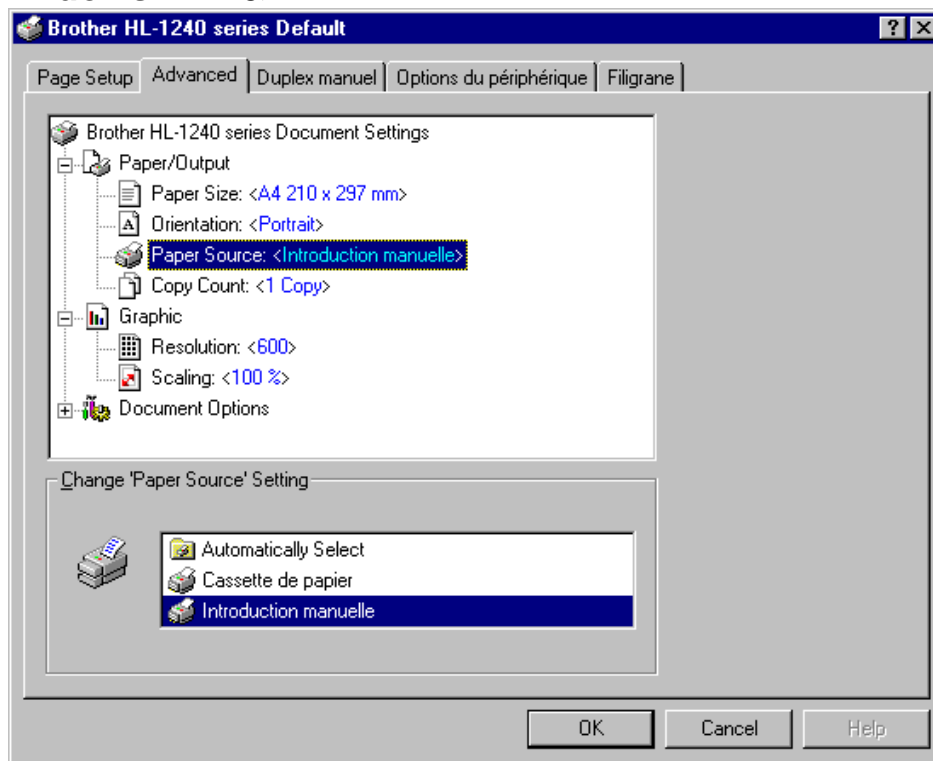 Brother HL-1240 series Default
Page Setup Advanced Duplex manuel Options du périphérique Filigrane
Brother HL-1240 series Document Settings
Paper/Output
Paper Size: <A4 210 x 297 mm>
Orientation: <Portrait>
Paper Source: <Introduction manuelle>
Copy Count: <1 Copy>
Graphic
Resolution: <600>
Scaling: <100 %>
Document Options
Change 'Paper Source' Setting
Automatically Select
Cassette de papier
Introduction manuelle
OK Cancel Help